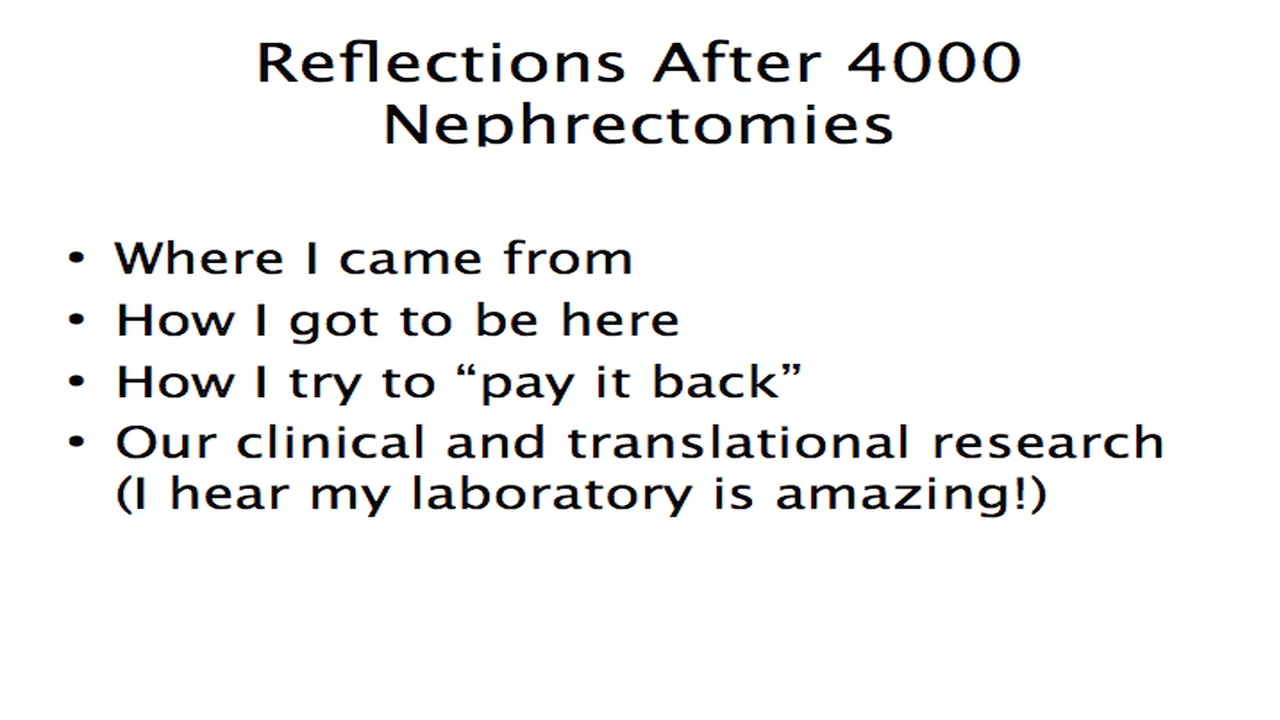 Reflections After 4000
Nephrectomies
• Where I came from
• How I got to be here
• How I try to “pay it back”
• Our clinical and translational research
(I hear my laboratory is amazing!)